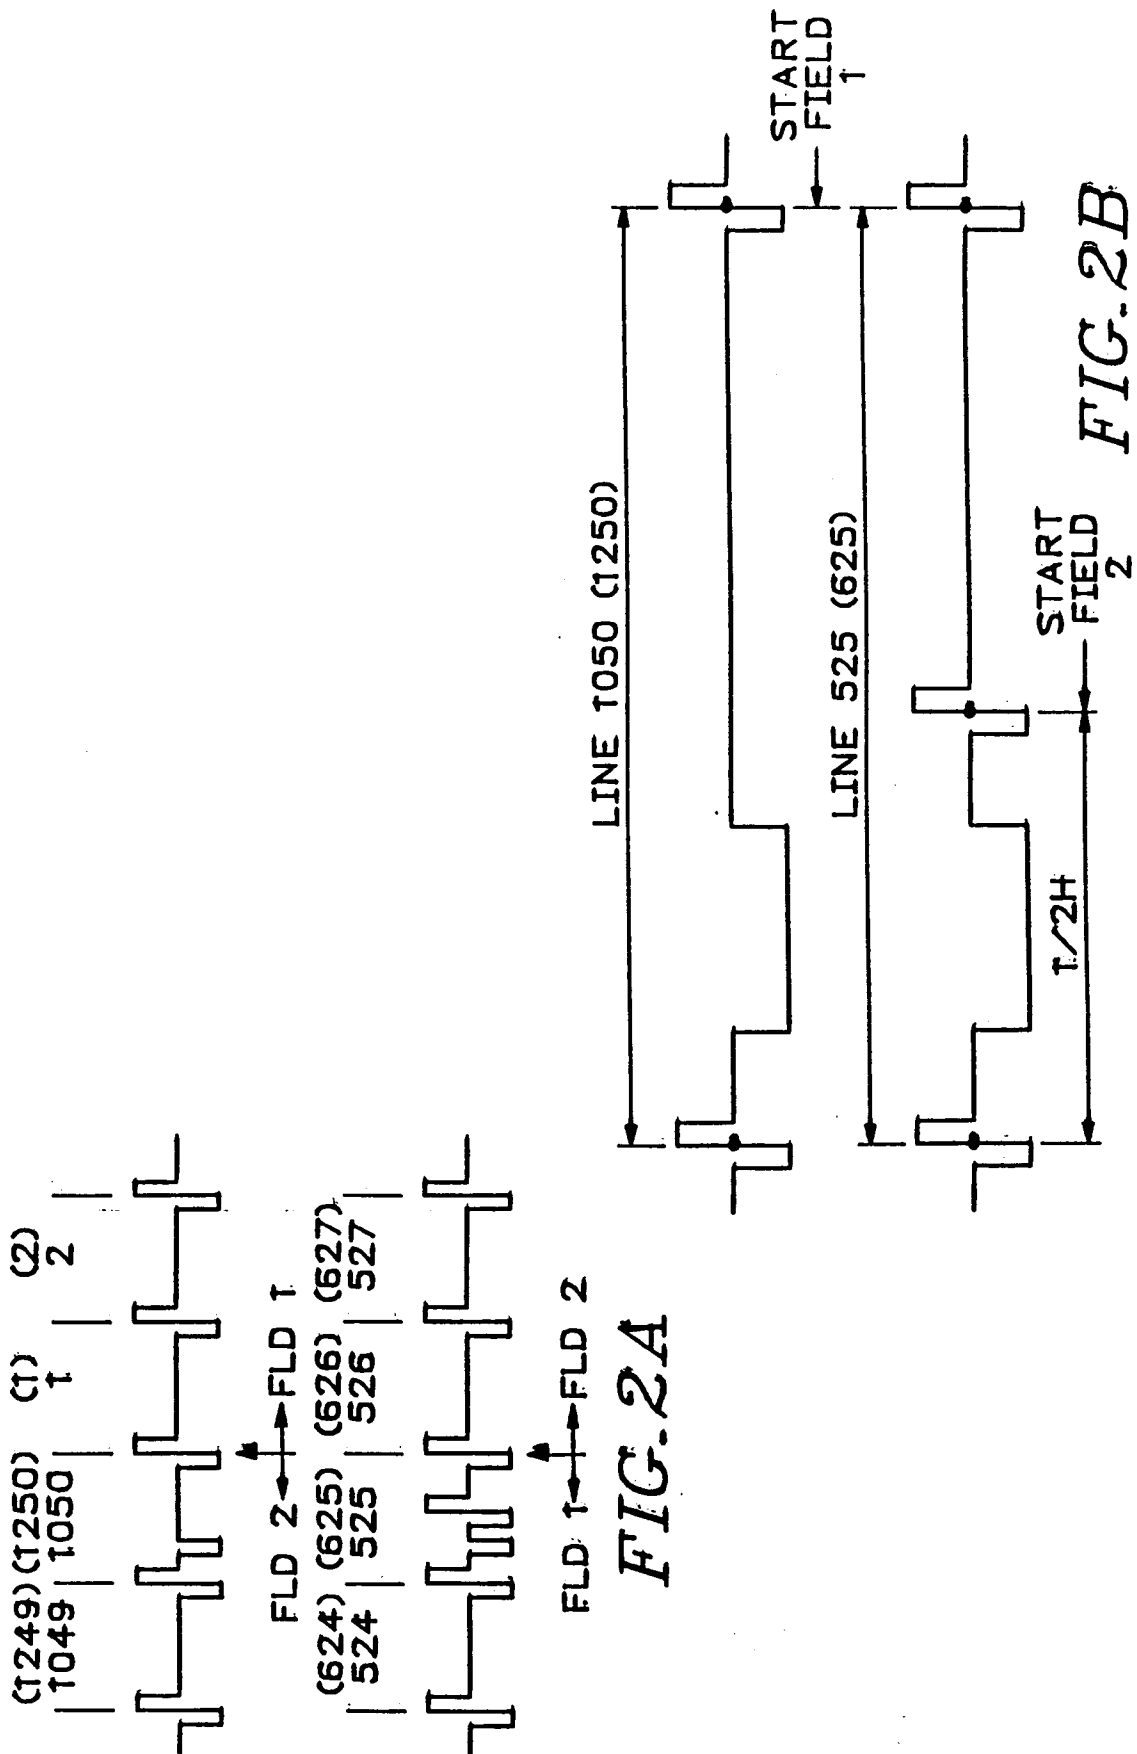 (1249) (1250) (1) (2)
1049 1050 1 2
FLD 2 FLD 1
(624) (625) (626) (627)
524 525 526 527
FLD 1 FLD 2
FIG. 2A
LINE 1050 (1250)
START
FIELD
1
LINE 525 (625)
1/2H
START
FIELD
2
FIG. 2B